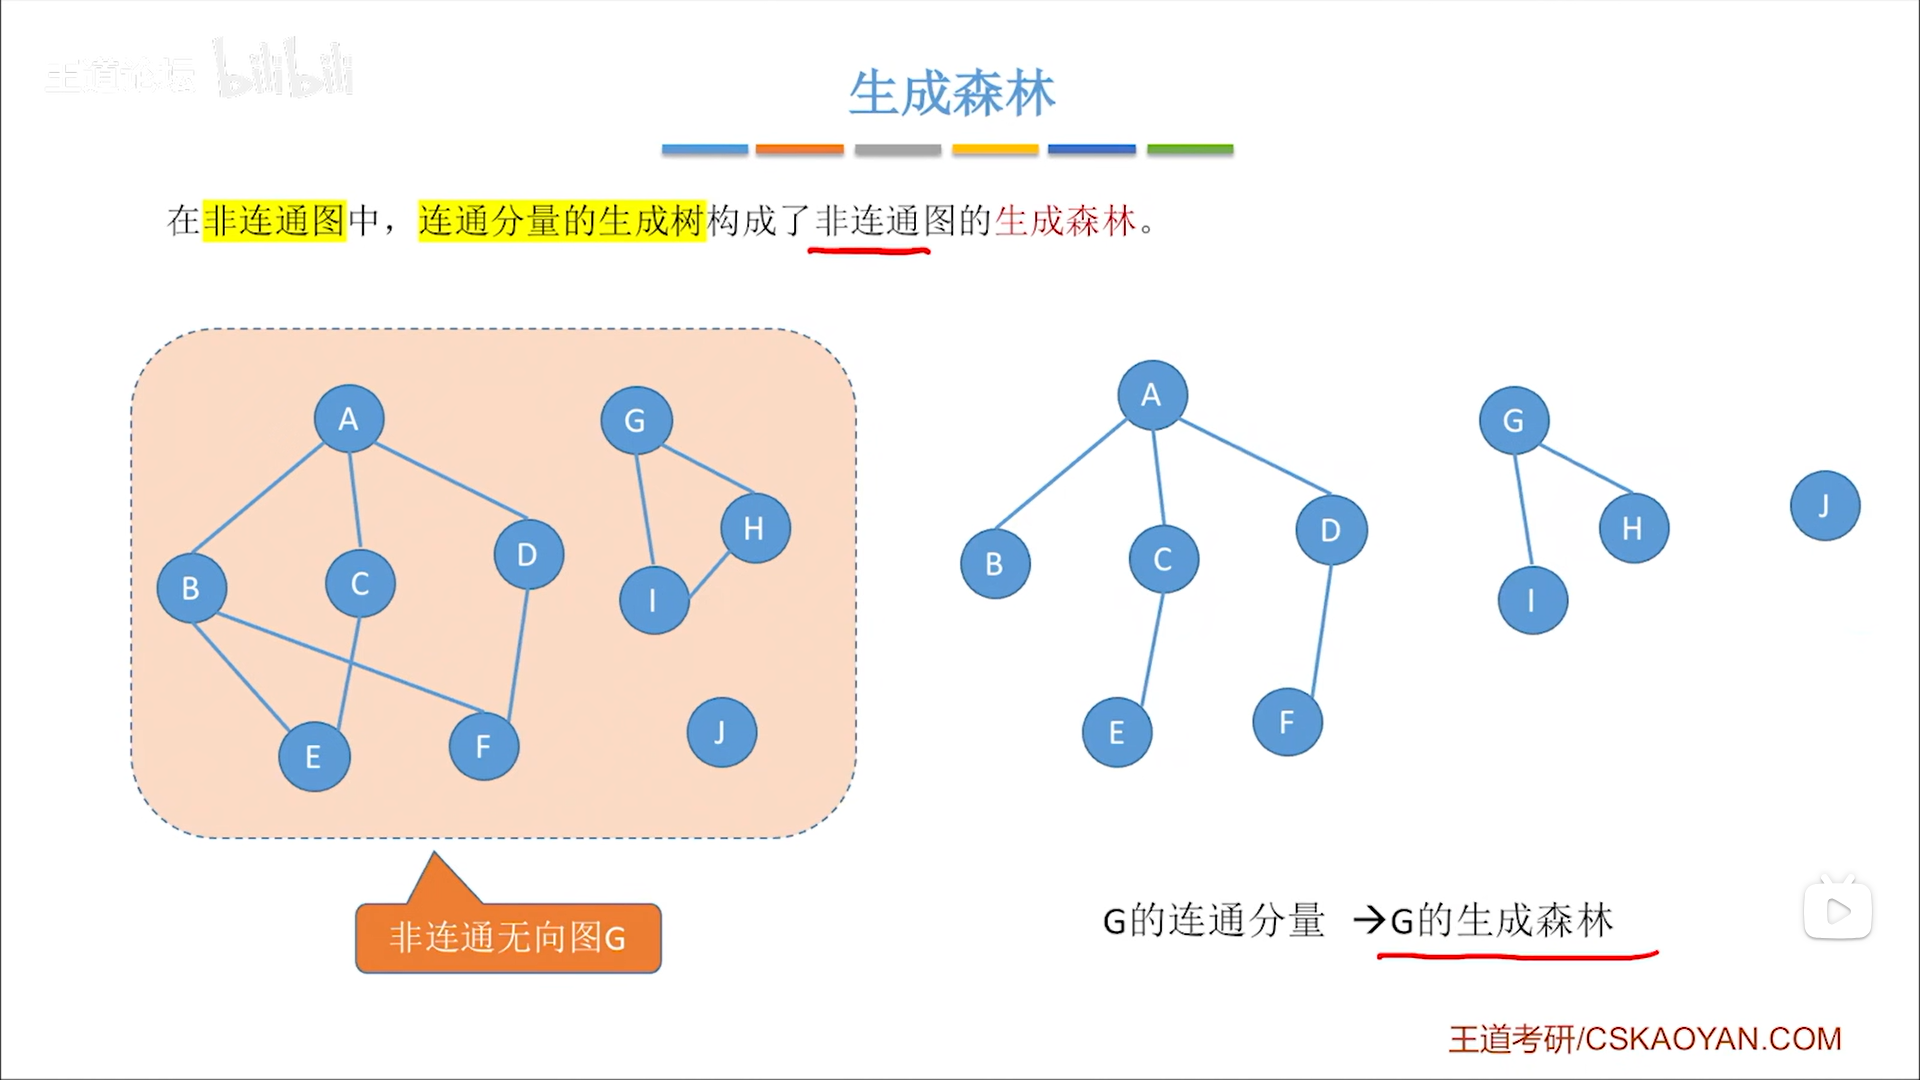 王道论坛 bilibili
生成森林
在非连通图中，连通分量的生成树构成了非连通图的生成森林。
A
G
H
B
C
D
I
E
F
J
A
G
B
C
D
H
J
I
E
F
非连通无向图G
G的连通分量 →G的生成森林
王道考研/CSKAOYAN.COM